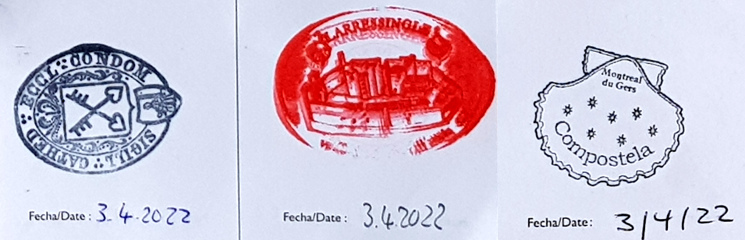 ECCL: CONDOM
SIGILL CATHED
Fecha/Date : 3.4.2022
LARRESSINGLE
Fecha/Date : 3.4.2022
Montreal
du Gers
Compostela
Fecha/Date: 3/4/22